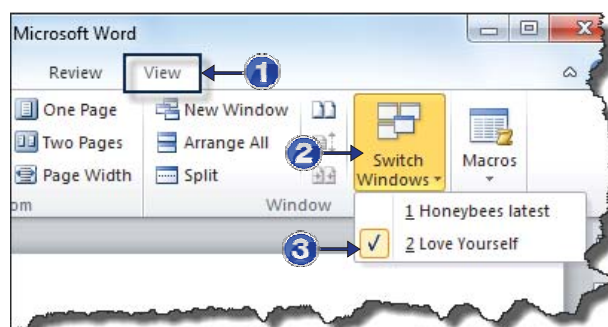 Microsoft Word
Review View
1
One Page New Window
Two Pages Arrange All
2
Page Width Split
Switch Windows Macros
om Window
1 Honeybees latest
3
2 Love Yourself